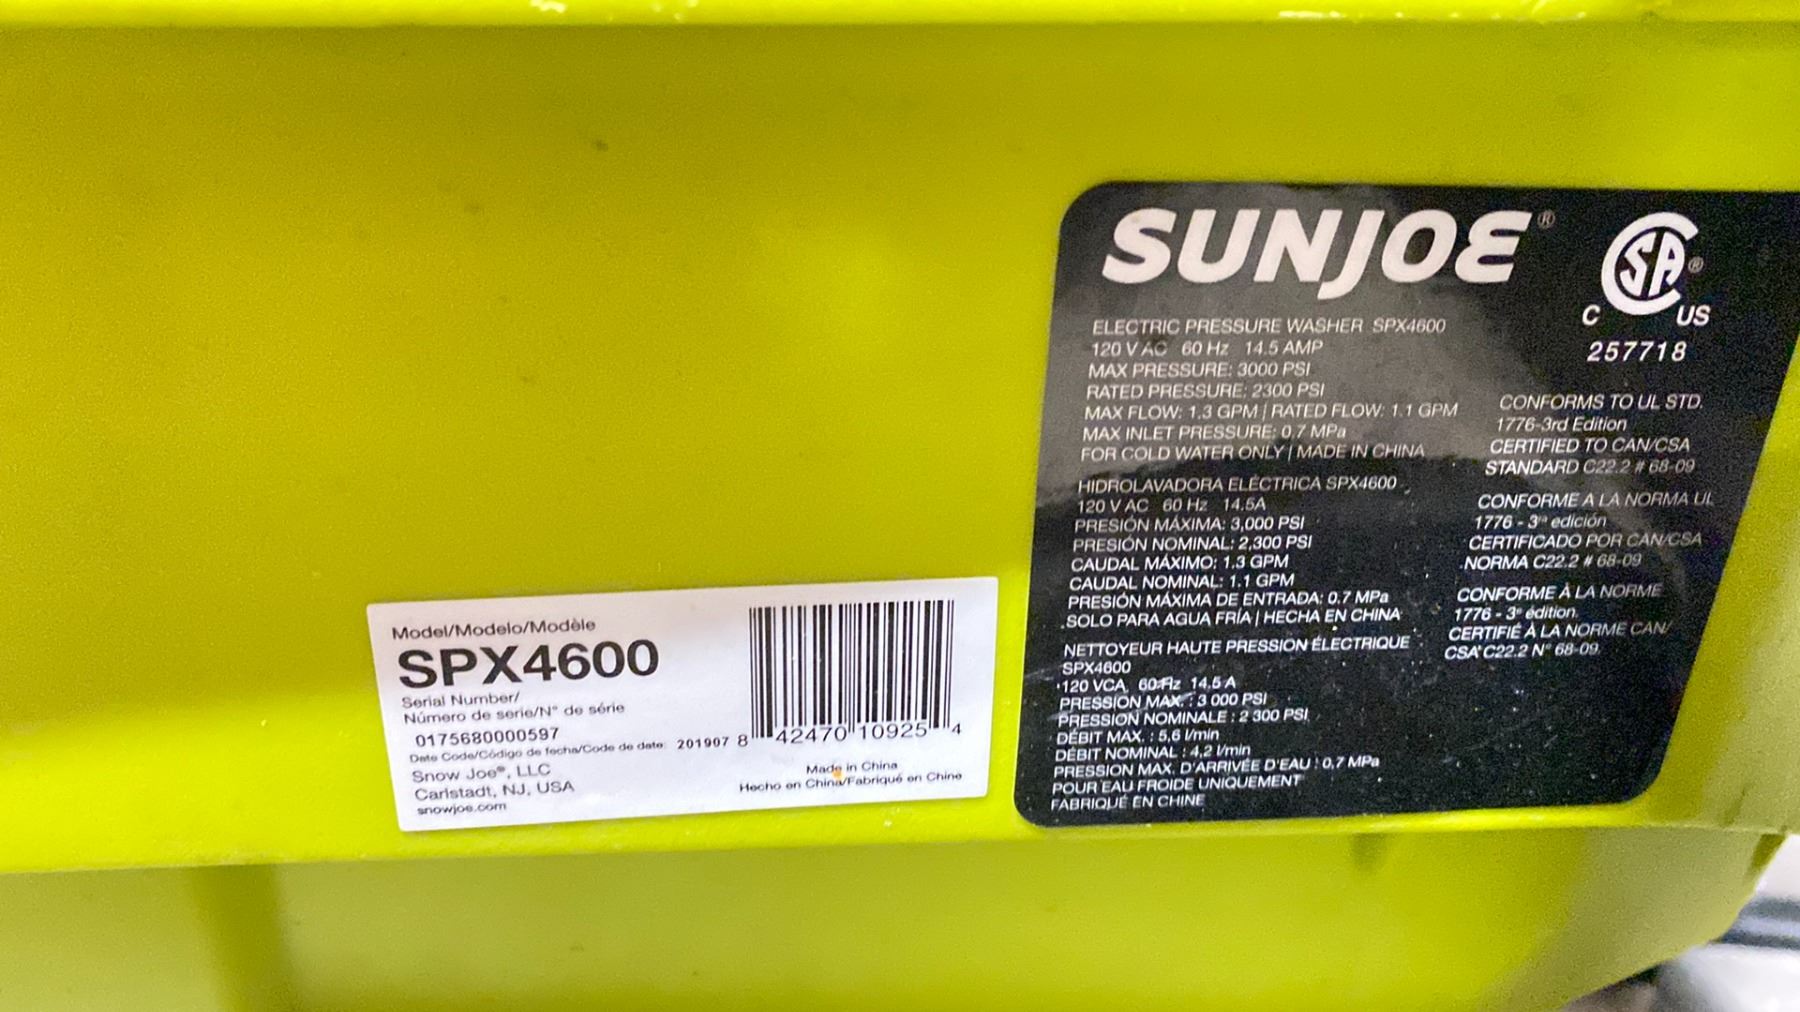 SUNJOE®
CSA®
C US
257718
ELECTRIC PRESSURE WASHER SPX4600
120 V AC 60 Hz 14.5 AMP
MAX PRESSURE: 3000 PSI
RATED PRESSURE: 2300 PSI
MAX FLOW: 1.3 GPM | RATED FLOW: 1.1 GPM
MAX INLET PRESSURE: 0.7 MPa
FOR COLD WATER ONLY | MADE IN CHINA
CONFORMS TO UL STD.
1776-3rd Edition
CERTIFIED TO CAN/CSA
STANDARD C22.2 # 68-09
HIDROLAVADORA ELÉCTRICA SPX4600
120 V AC 60 Hz 14.5A
PRESIÓN MÁXIMA: 3,000 PSI
PRESIÓN NOMINAL: 2,300 PSI
CAUDAL MÁXIMO: 1.3 GPM
CAUDAL NOMINAL: 1.1 GPM
PRESIÓN MÁXIMA DE ENTRADA: 0.7 MPa
SOLO PARA AGUA FRÍA | HECHA EN CHINA
CONFORME A LA NORMA UL
1776 - 3ra edición
CERTIFICADO POR CAN/CSA
NORMA C22.2 # 68-09
NETTOYEUR HAUTE PRESSION ÉLECTRIQUE
SPX4600
120 VCA 60 Hz 14.5 A
PRESSION MAX. : 3 000 PSI
PRESSION NOMINALE : 2 300 PSI
DÉBIT MAX. : 5,6 l/min
DÉBIT NOMINAL : 4,2 l/min
PRESSION MAX. D'ARRIVÉE D'EAU : 0,7 MPa
POUR EAU FROIDE UNIQUEMENT
FABRIQUÉ EN CHINE
CONFORME À LA NORME
1776 - 3e édition.
CERTIFIÉ À LA NORME CAN/
CSA C22.2 N° 68-09.
Model/Modelo/Modèle
SPX4600
Serial Number/
Número de serie/N° de série
0175680000597
Date Code/Código de fecha/Code de date: 201907
Snow Joe®, LLC
Carlstadt, NJ, USA
snowjoe.com
8 42470 10925 4
Made in China
Hecho en China/Fabriqué en Chine